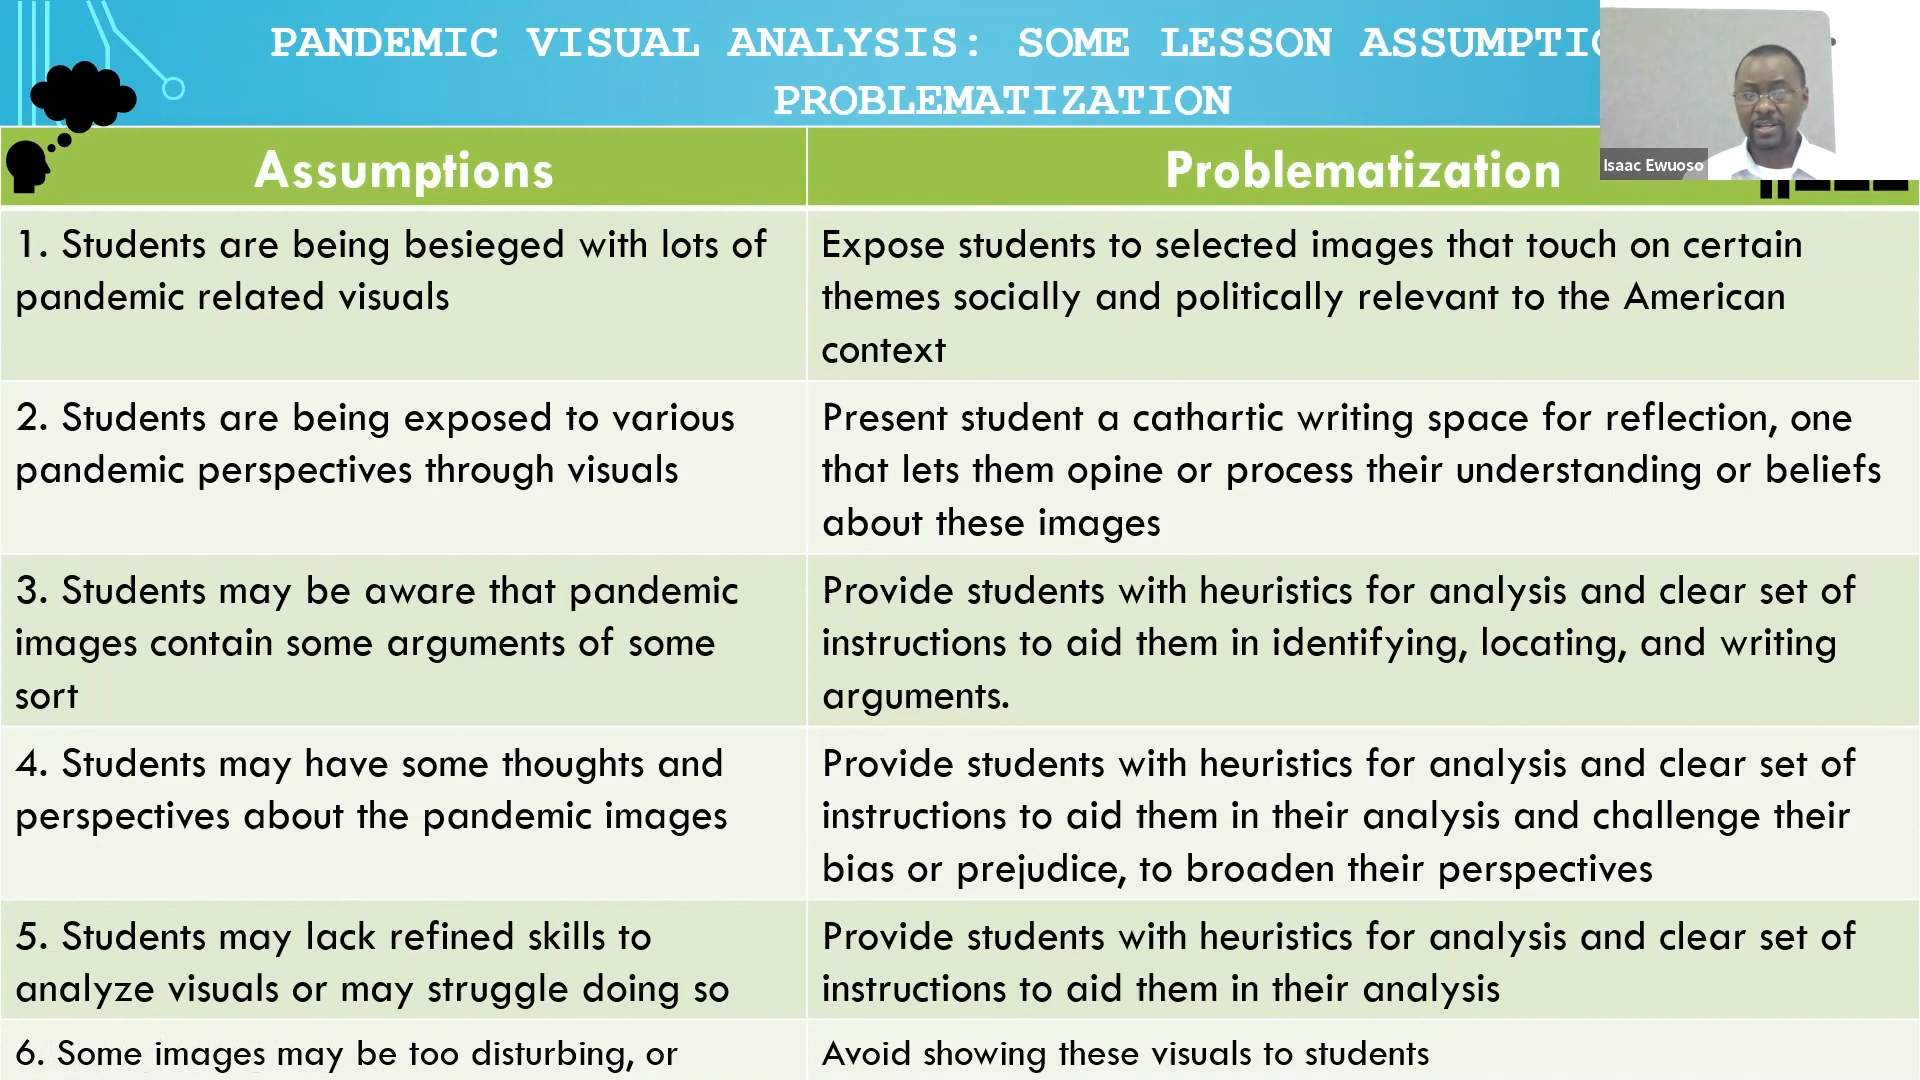 PANDEMIC VISUAL ANALYSIS: SOME LESSON
PROBLEMATIZATION
Isaac Ewuoso
Assumptions
Problematization
1. Students are being besieged with lots of
pandemic related visuals
Expose students to selected images that touch on certain
themes socially and politically relevant to the American
context
2. Students are being exposed to various
pandemic perspectives through visuals
Present student a cathartic writing space for reflection, one
that lets them opine or process their understanding or beliefs
about these images
3. Students may be aware that pandemic
images contain some arguments of some
sort
Provide students with heuristics for analysis and clear set of
instructions to aid them in identifying, locating, and writing
arguments.
4. Students may have some thoughts and
perspectives about the pandemic images
Provide students with heuristics for analysis and clear set of
instructions to aid them in their analysis and challenge their
bias or prejudice, to broaden their perspectives
5. Students may lack refined skills to
analyze visuals or may struggle doing so
Provide students with heuristics for analysis and clear set of
instructions to aid them in their analysis
6. Some images may be too disturbing, or
Avoid showing these visuals to students